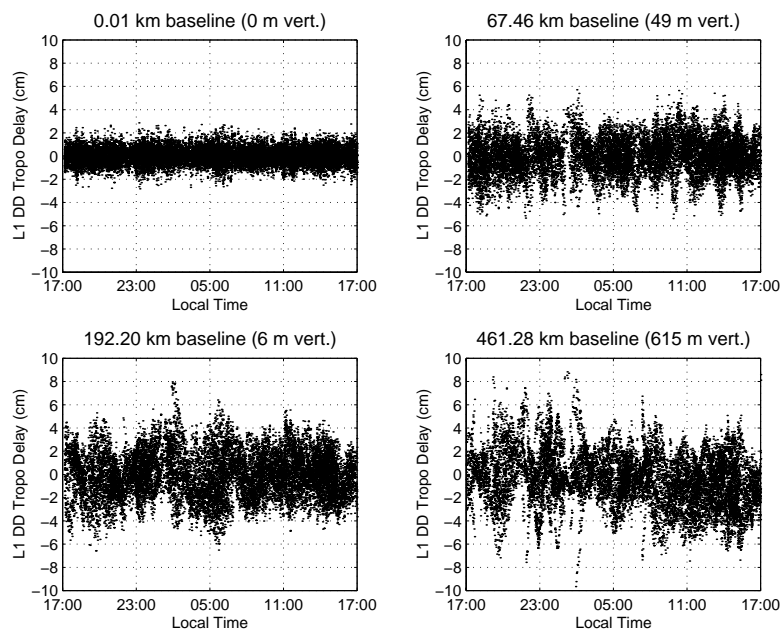 0.01 km baseline (0 m vert.)
10
8
6
4
2
0
−2
−4
−6
−8
−10
L1 DD Tropo Delay (cm)
17:00 23:00 05:00 11:00 17:00
Local Time
67.46 km baseline (49 m vert.)
10
8
6
4
2
0
−2
−4
−6
−8
−10
L1 DD Tropo Delay (cm)
17:00 23:00 05:00 11:00 17:00
Local Time
192.20 km baseline (6 m vert.)
10
8
6
4
2
0
−2
−4
−6
−8
−10
L1 DD Tropo Delay (cm)
17:00 23:00 05:00 11:00 17:00
Local Time
461.28 km baseline (615 m vert.)
10
8
6
4
2
0
−2
−4
−6
−8
−10
L1 DD Tropo Delay (cm)
17:00 23:00 05:00 11:00 17:00
Local Time